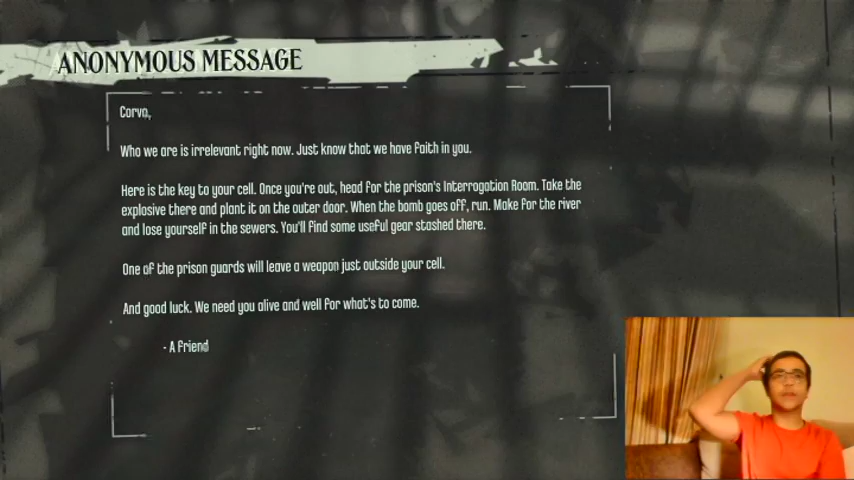 ANONYMOUS MESSAGE
Corvo,
Who we are is irrelevant right now. Just know that we have faith in you.
Here is the key to your cell. Once you're out, head for the prison's Interrogation Room. Take the
explosive there and plant it on the outer door. When the bomb goes off, run. Make for the river
and lose yourself in the sewers. You'll find some useful gear stashed there.
One of the prison guards will leave a weapon just outside your cell.
And good luck. We need you alive and well for what's to come.
- A friend